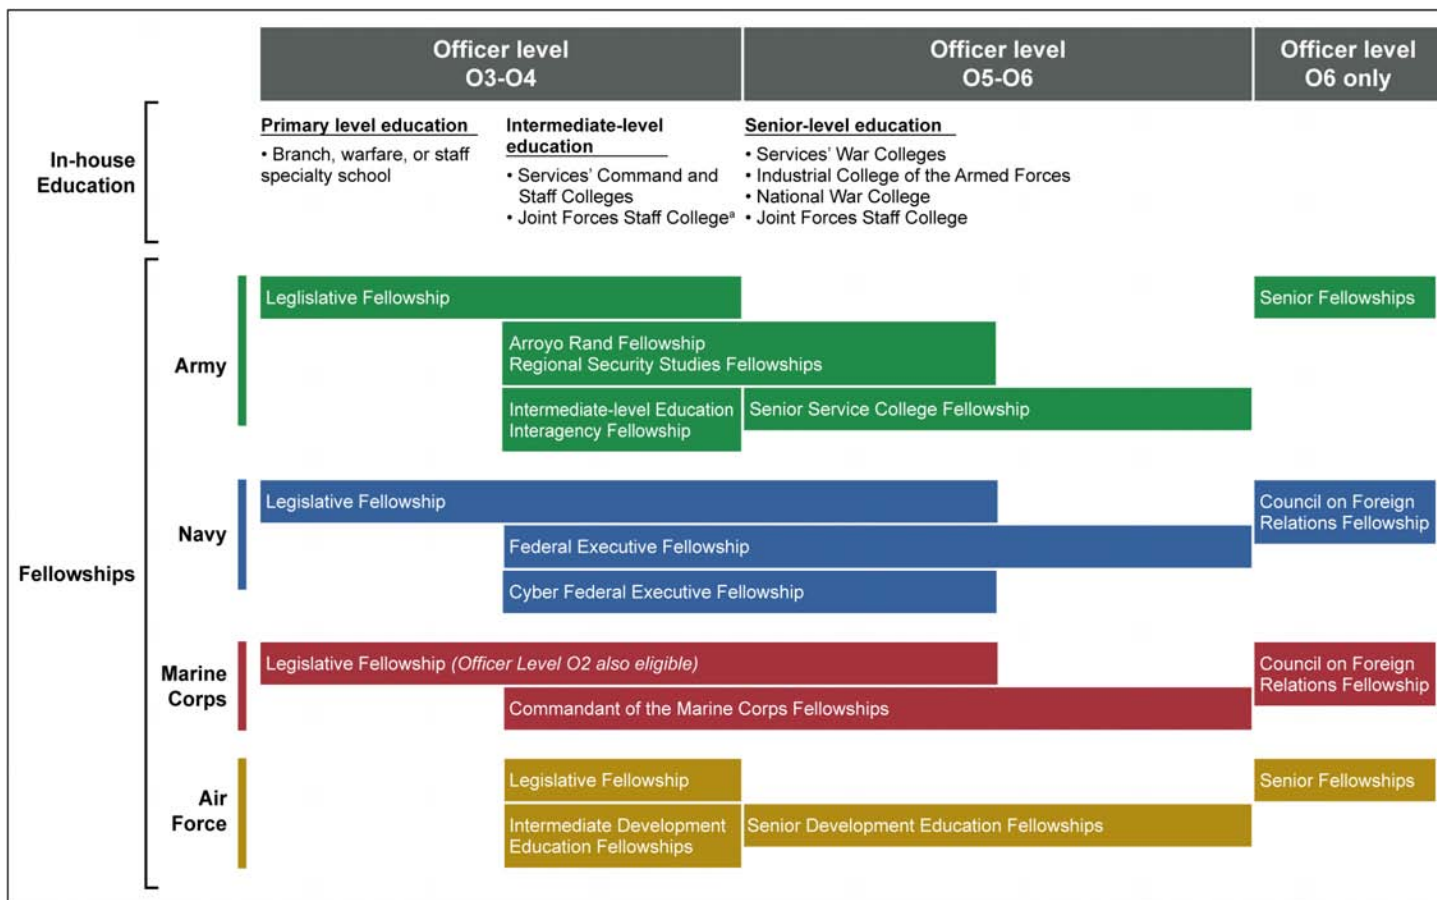 Officer level
O3-O4
Officer level
O5-O6
Officer level
O6 only
In-house
Education
Primary level education
• Branch, warfare, or staff
specialty school
Intermediate-level
education
• Services' Command and
Staff Colleges
• Joint Forces Staff Collegeᵃ
Senior-level education
• Services' War Colleges
• Industrial College of the Armed Forces
• National War College
• Joint Forces Staff College
Fellowships
Army
Leglislative Fellowship
Senior Fellowships
Arroyo Rand Fellowship
Regional Security Studies Fellowships
Intermediate-level Education
Interagency Fellowship
Senior Service College Fellowship
Navy
Legislative Fellowship
Council on Foreign
Relations Fellowship
Federal Executive Fellowship
Cyber Federal Executive Fellowship
Marine
Corps
Legislative Fellowship (Officer Level O2 also eligible)
Council on Foreign
Relations Fellowship
Commandant of the Marine Corps Fellowships
Air
Force
Legislative Fellowship
Senior Fellowships
Intermediate Development
Education Fellowships
Senior Development Education Fellowships